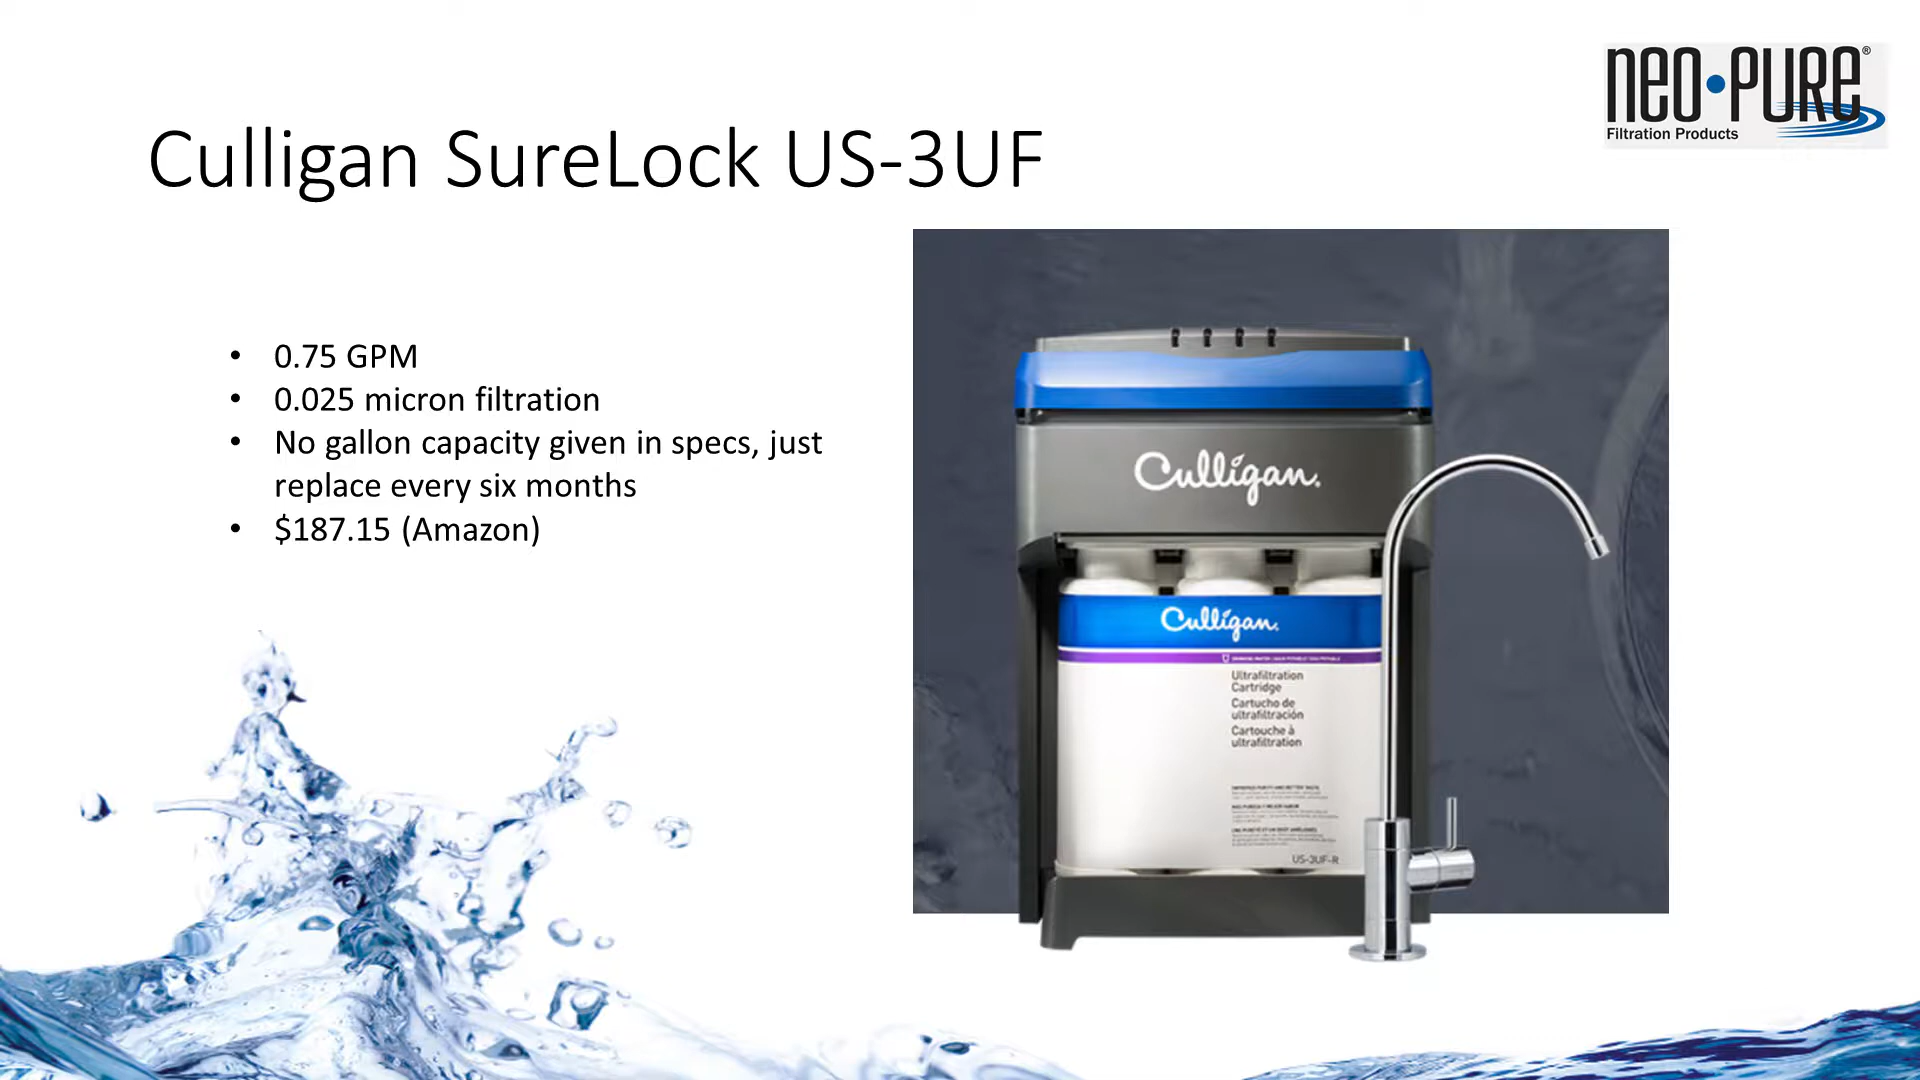 neo•PURE®
Filtration Products
Culligan SureLock US-3UF
• 0.75 GPM
• 0.025 micron filtration
• No gallon capacity given in specs, just
replace every six months
• $187.15 (Amazon)
Culligan.
Culligan.
Ultrafiltration
Cartridge
Cartucho de
ultrafiltración
Cartouche à
ultrafiltration
US-3UF-R